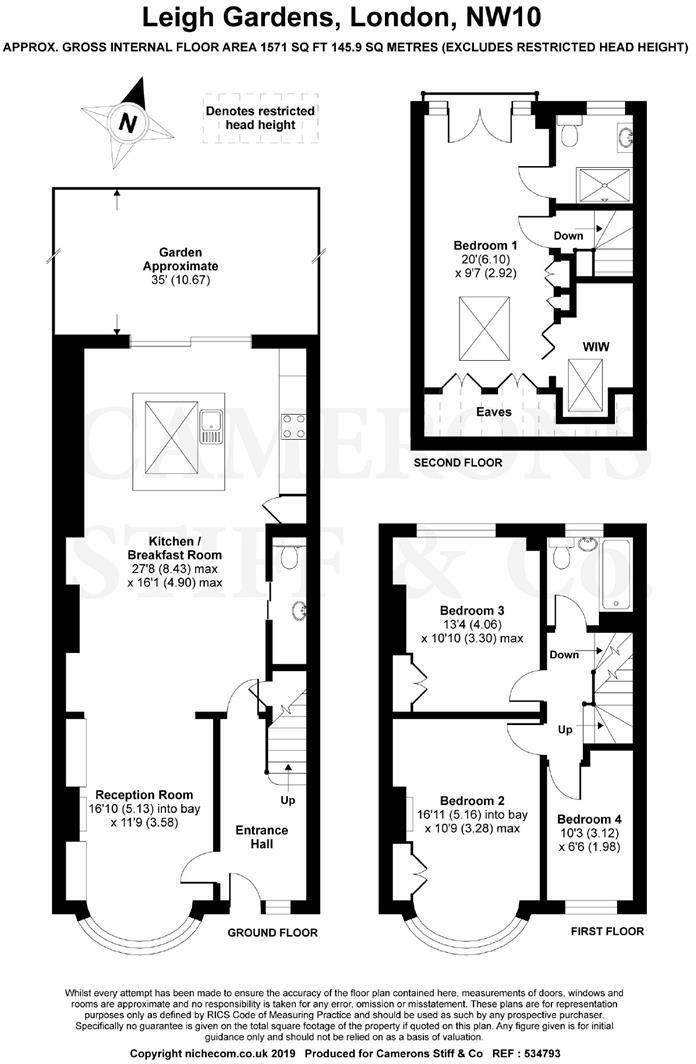 Leigh Gardens, London, NW10
APPROX. GROSS INTERNAL FLOOR AREA 1571 SQ FT 145.9 SQ METRES (EXCLUDES RESTRICTED HEAD HEIGHT)
N
Denotes restricted
head height
Garden
Approximate
35' (10.67)
Kitchen /
Breakfast Room
27'8 (8.43) max
x 16'1 (4.90) max
Reception Room
16'10 (5.13) into bay
x 11'9 (3.58)
Up
Entrance
Hall
GROUND FLOOR
Bedroom 1
20'(6.10)
x 9'7 (2.92)
Down
WIW
Eaves
SECOND FLOOR
Bedroom 3
13'4 (4.06)
x 10'10 (3.30) max
Down
Up
Bedroom 2
16'11 (5.16) into bay
x 10'9 (3.28) max
Bedroom 4
10'3 (3.12)
x 6'6 (1.98)
FIRST FLOOR
CAMERONS
STIFF & Co.
Whilst every attempt has been made to ensure the accuracy of the floor plan contained here, measurements of doors, windows and
rooms are approximate and no responsibility is taken for any error, omission or misstatement. These plans are for representation
purposes only as defined by RICS Code of Measuring Practice and should be used as such by any prospective purchaser.
Specifically no guarantee is given on the total square footage of the property if quoted on this plan. Any figure given is for initial
guidance only and should not be relied on as a basis of valuation.
Copyright nichecom.co.uk 2019 Produced for Camerons Stiff & Co REF : 534793